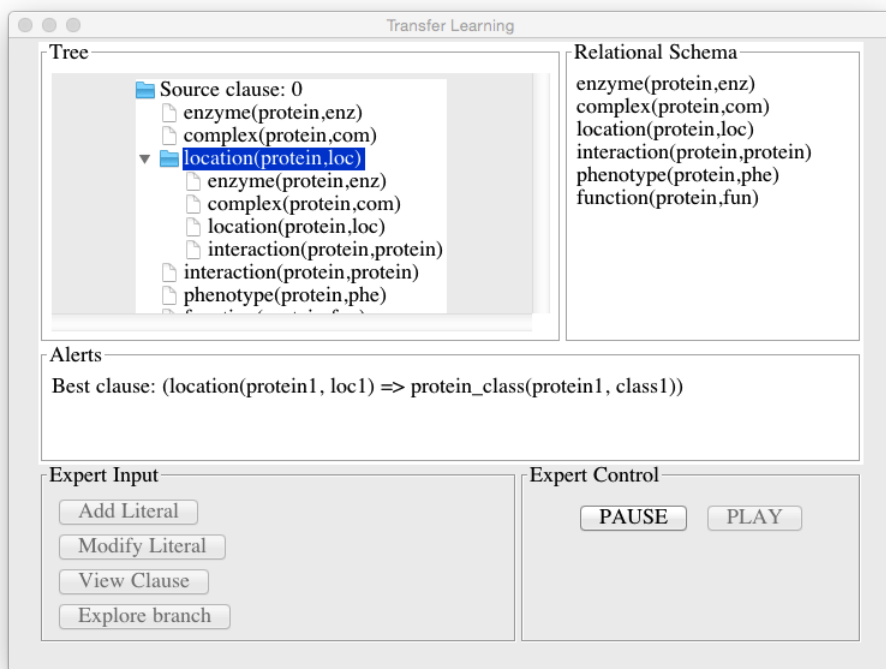 Transfer Learning
Tree
Source clause: 0
enzyme(protein,enz)
complex(protein,com)
location(protein,loc)
enzyme(protein,enz)
complex(protein,com)
location(protein,loc)
interaction(protein,protein)
interaction(protein,protein)
phenotype(protein,phe)
Relational Schema
enzyme(protein,enz)
complex(protein,com)
location(protein,loc)
interaction(protein,protein)
phenotype(protein,phe)
function(protein,fun)
Alerts
Best clause: (location(protein1, loc1) => protein_class(protein1, class1))
Expert Input
Add Literal
Modify Literal
View Clause
Explore branch
Expert Control
PAUSE PLAY